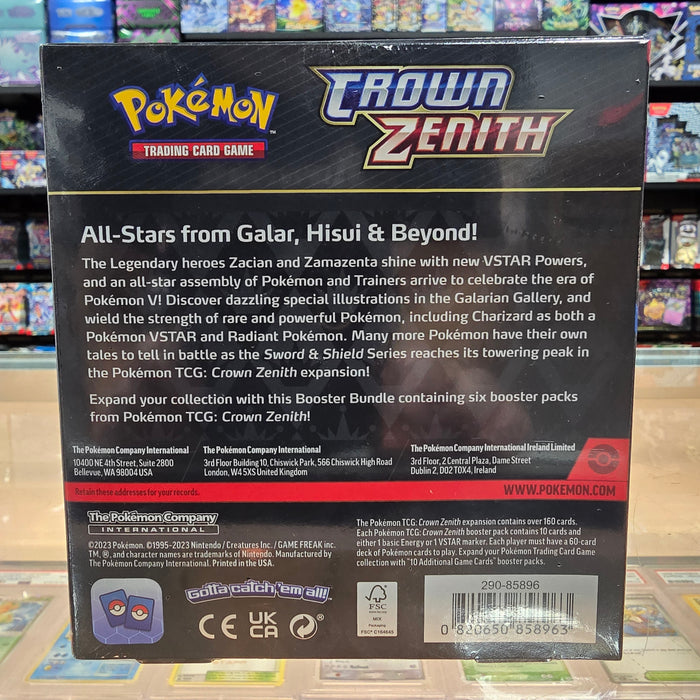 POKéMON
TRADING CARD GAME
CROWN
ZENITH
All-Stars from Galar, Hisui & Beyond!
The Legendary heroes Zacian and Zamazenta shine with new VSTAR Powers,
and an all-star assembly of Pokémon and Trainers arrive to celebrate the era of
Pokémon V! Discover dazzling special illustrations in the Galarian Gallery, and
wield the strength of rare and powerful Pokémon, including Charizard as both a
Pokémon VSTAR and Radiant Pokémon. Many more Pokémon have their own
tales to tell in battle as the Sword & Shield Series reaches its towering peak in
the Pokémon TCG: Crown Zenith expansion!
Expand your collection with this Booster Bundle containing six booster packs
from Pokémon TCG: Crown Zenith!
The Pokémon Company International
10400 NE 4th Street, Suite 2800
Bellevue, WA 98004 USA
The Pokémon Company International
3rd Floor Building 10, Chiswick Park, 566 Chiswick High Road
London, W4 5XS United Kingdom
The Pokémon Company International Ireland Limited
3rd Floor, 2 Central Plaza, Dame Street
Dublin 2, D02 T0X4, Ireland
Retain these addresses for your records.
WWW.POKEMON.COM
The Pokémon Company
INTERNATIONAL
©2023 Pokémon. ©1995-2023 Nintendo / Creatures Inc. / GAME FREAK inc.
TM, ®, and character names are trademarks of Nintendo. Manufactured by
The Pokémon Company International. Printed in the USA.
The Pokémon TCG: Crown Zenith expansion contains over 160 cards.
Each Pokémon TCG: Crown Zenith booster pack contains 10 cards and
either 1 basic Energy or 1 VSTAR marker. Each player must have a 60-card
deck of Pokémon cards to play. Expand your Pokémon Trading Card Game
collection with "10 Additional Game Cards" booster packs.
Gotta catch 'em all!
CE UK
CA
FSC
MIX
Packaging
FSC® C164645
290-85896
0 820650 858963